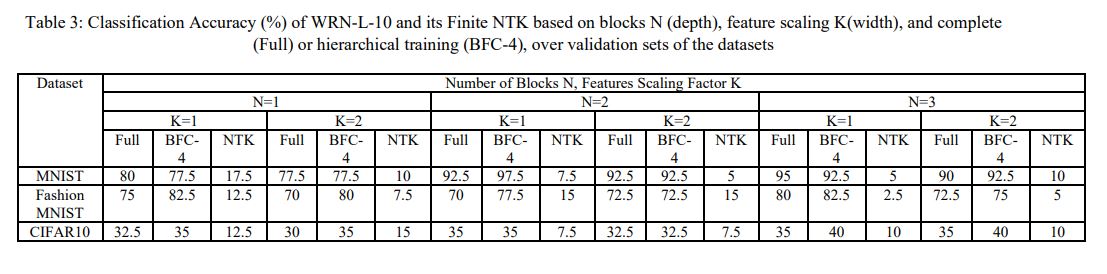 Table 3: Classification Accuracy (%) of WRN-L-10 and its Finite NTK based on blocks N (depth), feature scaling K(width), and complete
(Full) or hierarchical training (BFC-4), over validation sets of the datasets
Dataset Number of Blocks N, Features Scaling Factor K
N=1 N=2 N=3
K=1 K=2 K=1 K=2 K=1 K=2
Full BFC- NTK Full BFC- NTK Full BFC- NTK Full BFC- NTK Full BFC- NTK Full BFC- NTK
4 4 4 4 4 4
MNIST 80 77.5 17.5 77.5 77.5 10 92.5 97.5 7.5 92.5 92.5 5 95 92.5 5 90 92.5 10
Fashion 75 82.5 12.5 70 80 7.5 70 77.5 15 72.5 72.5 15 80 82.5 2.5 72.5 75 5
MNIST
CIFAR10 32.5 35 12.5 30 35 15 35 35 7.5 32.5 32.5 7.5 35 40 10 35 40 10